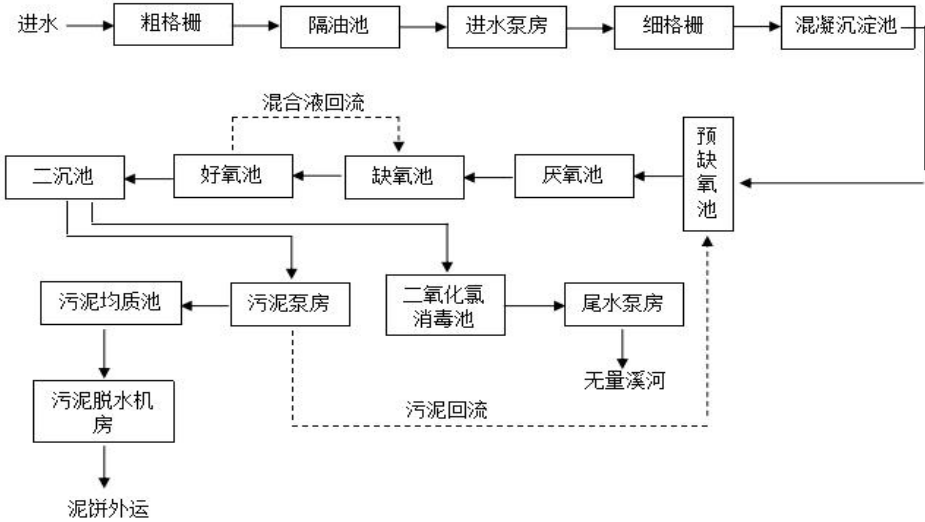 进水
粗格栅
隔油池
进水泵房
细格栅
混凝沉淀池
混合液回流
预
缺
氧
池
二沉池
好氧池
缺氧池
厌氧池
污泥均质池
污泥泵房
二氧化氯
消毒池
尾水泵房
无量溪河
污泥脱水机
房
污泥回流
泥饼外运